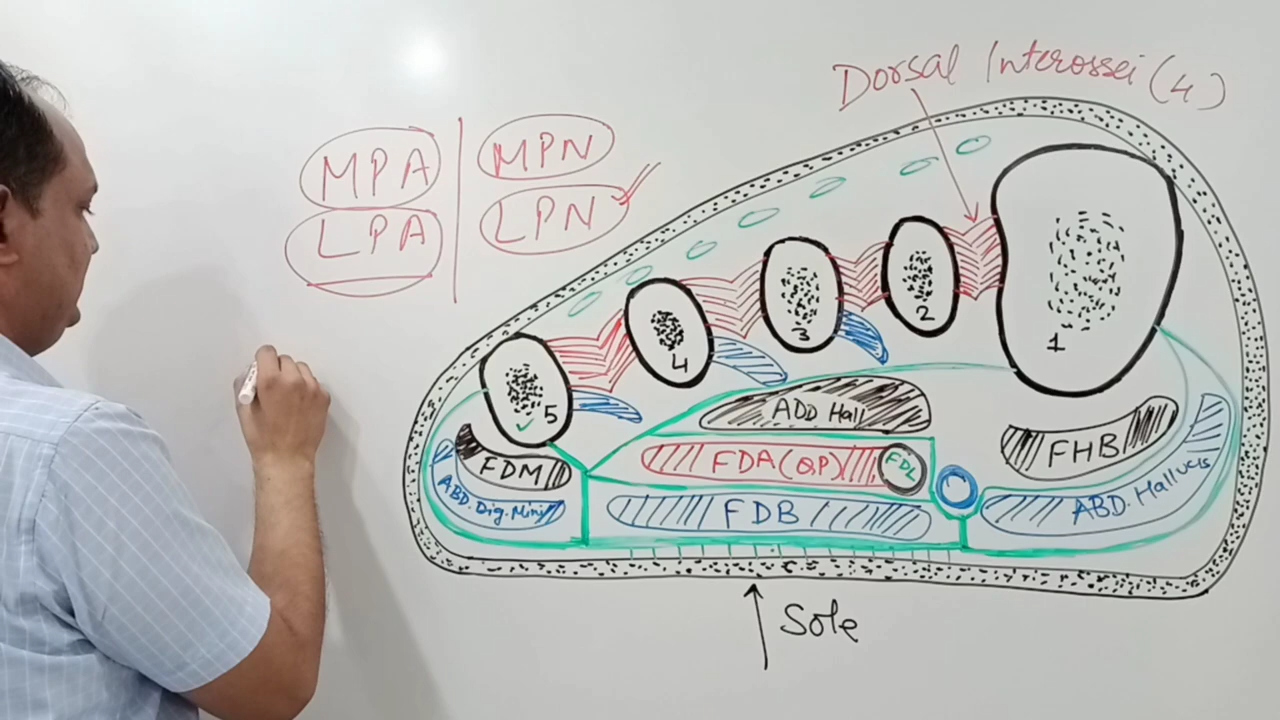 Dorsal Interossei (4)
MPA
LPA
MPN
LPN
1
2
3
4
5
ADD Hall
FDA (QP)
FDL
FDB
FDM
ABD. Dig. Mini
FHB
ABD. Hallucis
Sole